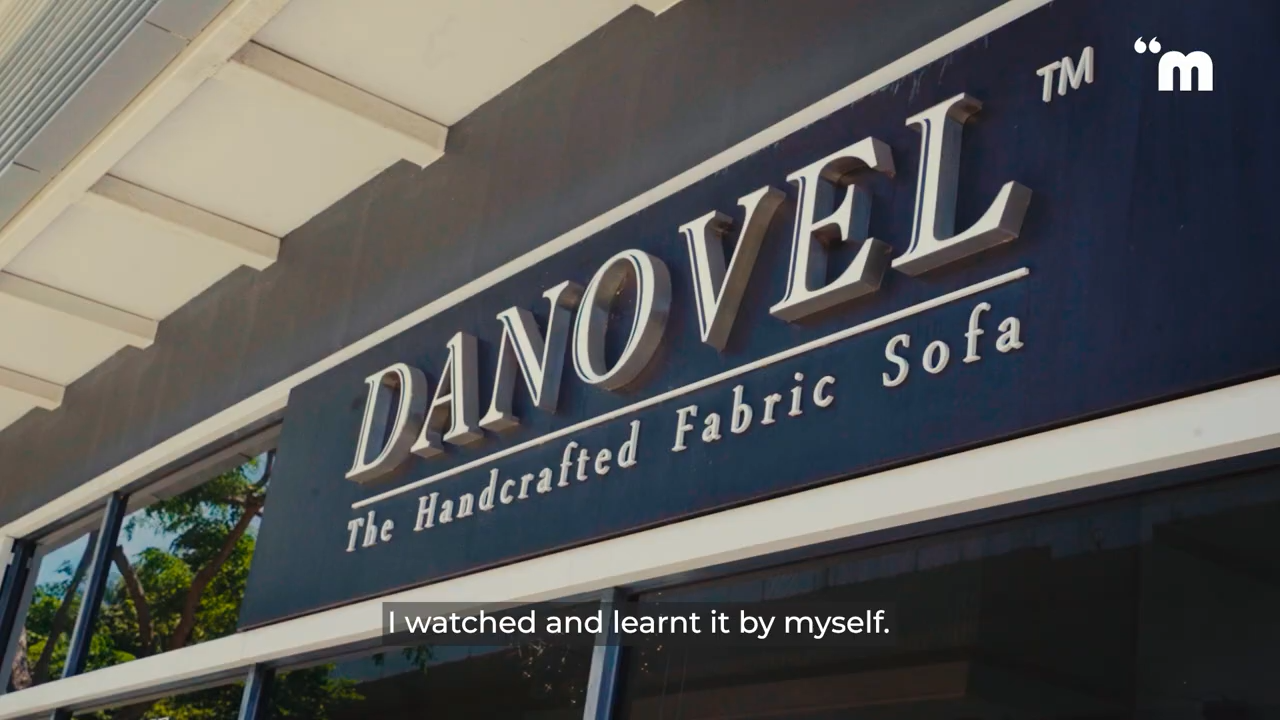 “m
DANOVEL™
The Handcrafted Fabric Sofa
I watched and learnt it by myself.